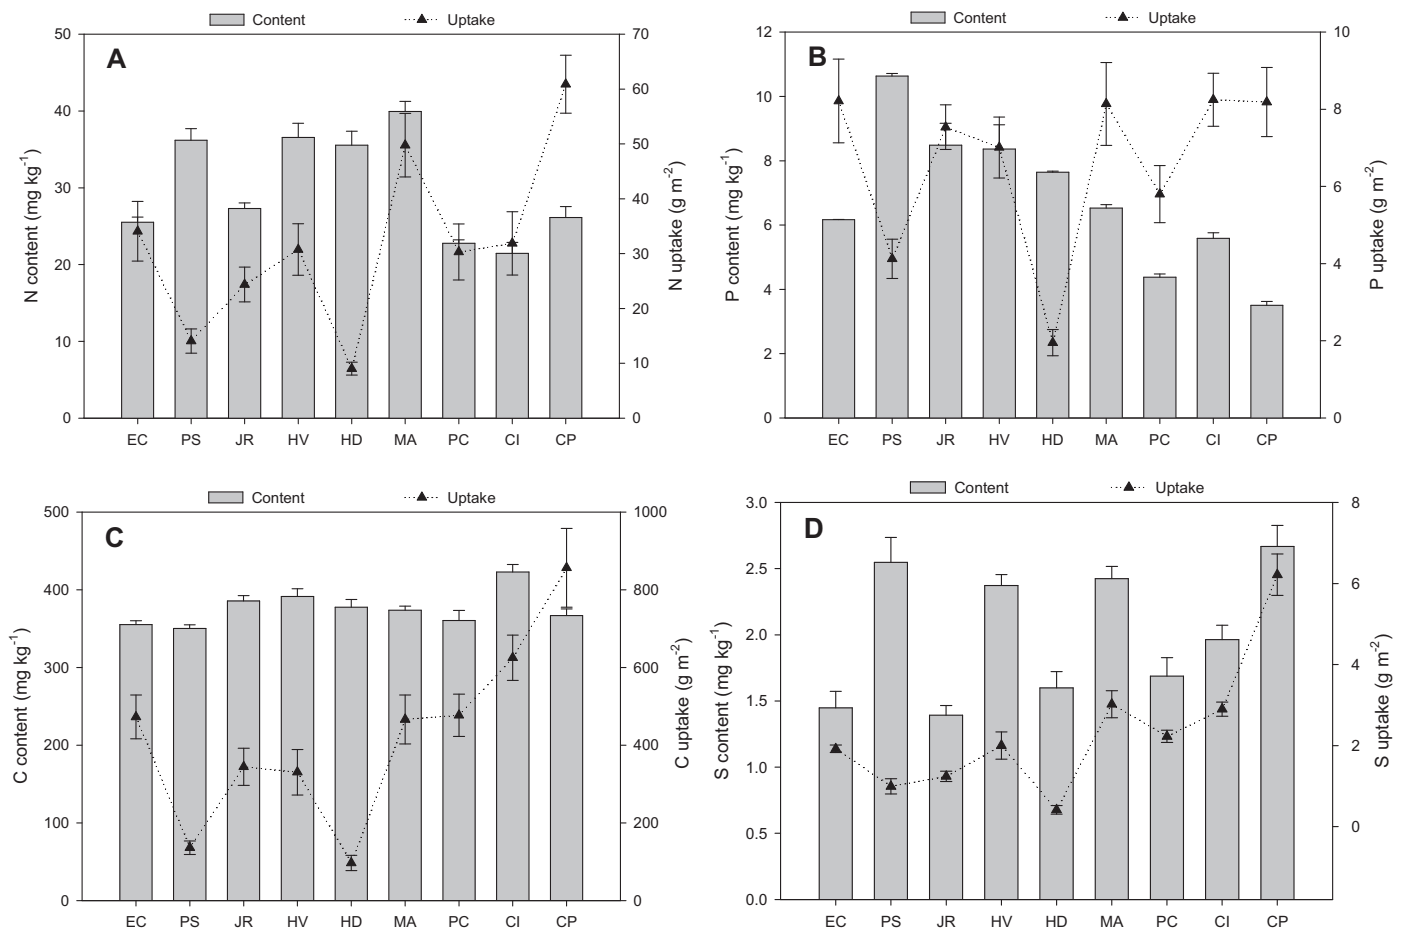 Content Uptake
A
N content (mg kg-1)
50
40
30
20
10
0
70
60
50
40
30
20
10
0
N uptake (g m-2)
EC PS JR HV HD MA PC CI CP
Content Uptake
B
P content (mg kg-1)
12
10
8
6
4
2
0
10
8
6
4
2
0
P uptake (g m-2)
EC PS JR HV HD MA PC CI CP
Content Uptake
C
C content (mg kg-1)
500
400
300
200
100
0
1000
800
600
400
200
0
C uptake (g m-2)
EC PS JR HV HD MA PC CI CP
Content Uptake
D
S content (mg kg-1)
3.0
2.5
2.0
1.5
1.0
0.5
0.0
8
6
4
2
0
S uptake (g m-2)
EC PS JR HV HD MA PC CI CP